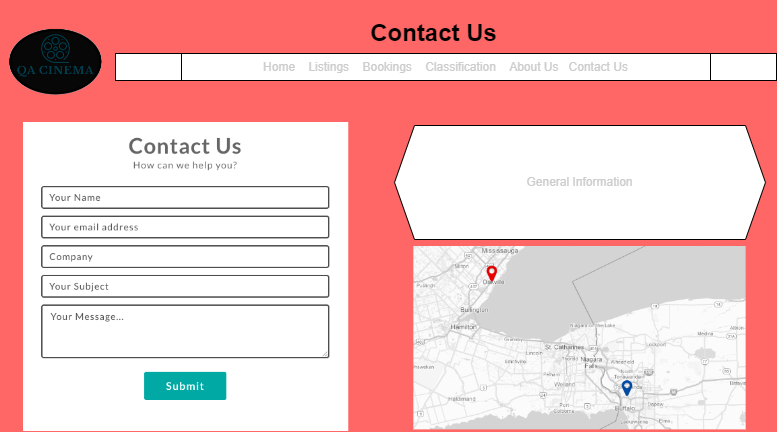 Contact Us
QA CINEMA
Home Listings Bookings Classification About Us Contact Us
Contact Us
How can we help you?
Your Name
Your email address
Company
Your Subject
Your Message...
Submit
General Information
Mississauga
Milton
Oakville
Burlington
Hamilton
St. Catharines
Niagara
Falls
Welland
Buffalo